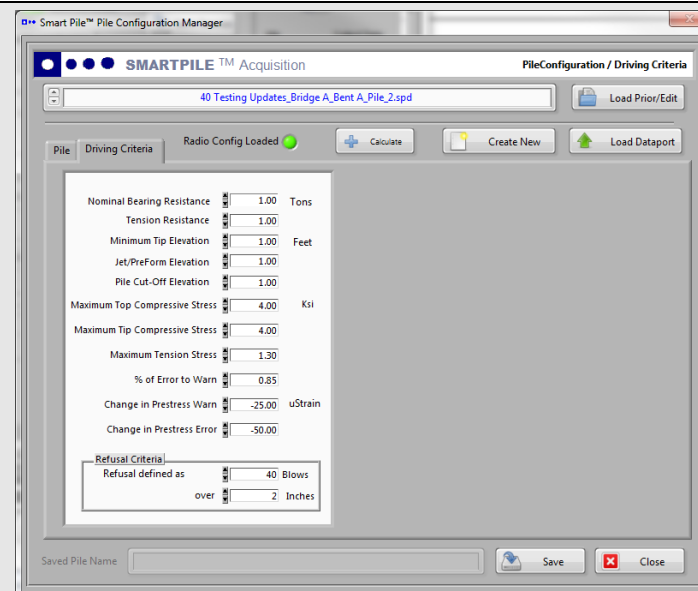 Smart Pile™ Pile Configuration Manager
SMARTPILE ™ Acquisition PileConfiguration / Driving Criteria
40 Testing Updates_Bridge A_Bent A_Pile_2.spd Load Prior/Edit
Pile Driving Criteria Radio Config Loaded Calculate Create New Load Dataport
Nominal Bearing Resistance 1.00 Tons
Tension Resistance 1.00
Minimum Tip Elevation 1.00 Feet
Jet/PreForm Elevation 1.00
Pile Cut-Off Elevation 1.00
Maximum Top Compressive Stress 4.00 Ksi
Maximum Tip Compressive Stress 4.00
Maximum Tension Stress 1.30
% of Error to Warn 0.85
Change in Prestress Warn -25.00 uStrain
Change in Prestress Error -50.00
Refusal Criteria
Refusal defined as 40 Blows
over 2 Inches
Saved Pile Name Save Close